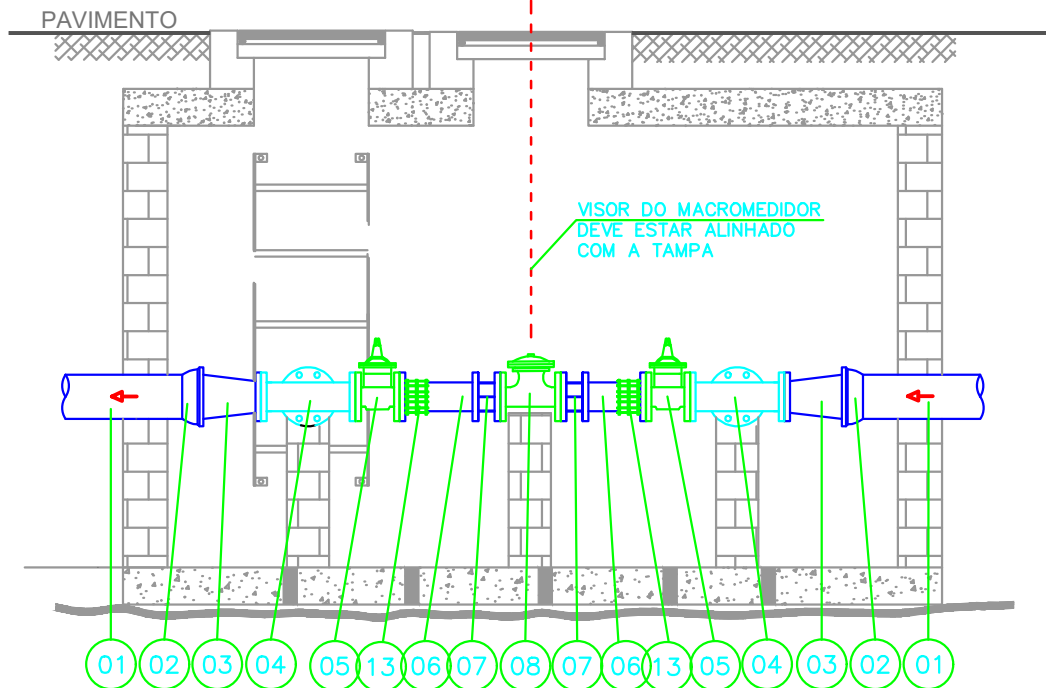 PAVIMENTO
VISOR DO MACROMEDIDOR
DEVE ESTAR ALINHADO
COM A TAMPA
01 02 03 04 05 13 06 07 08 07 06 13 05 04 03 02 01